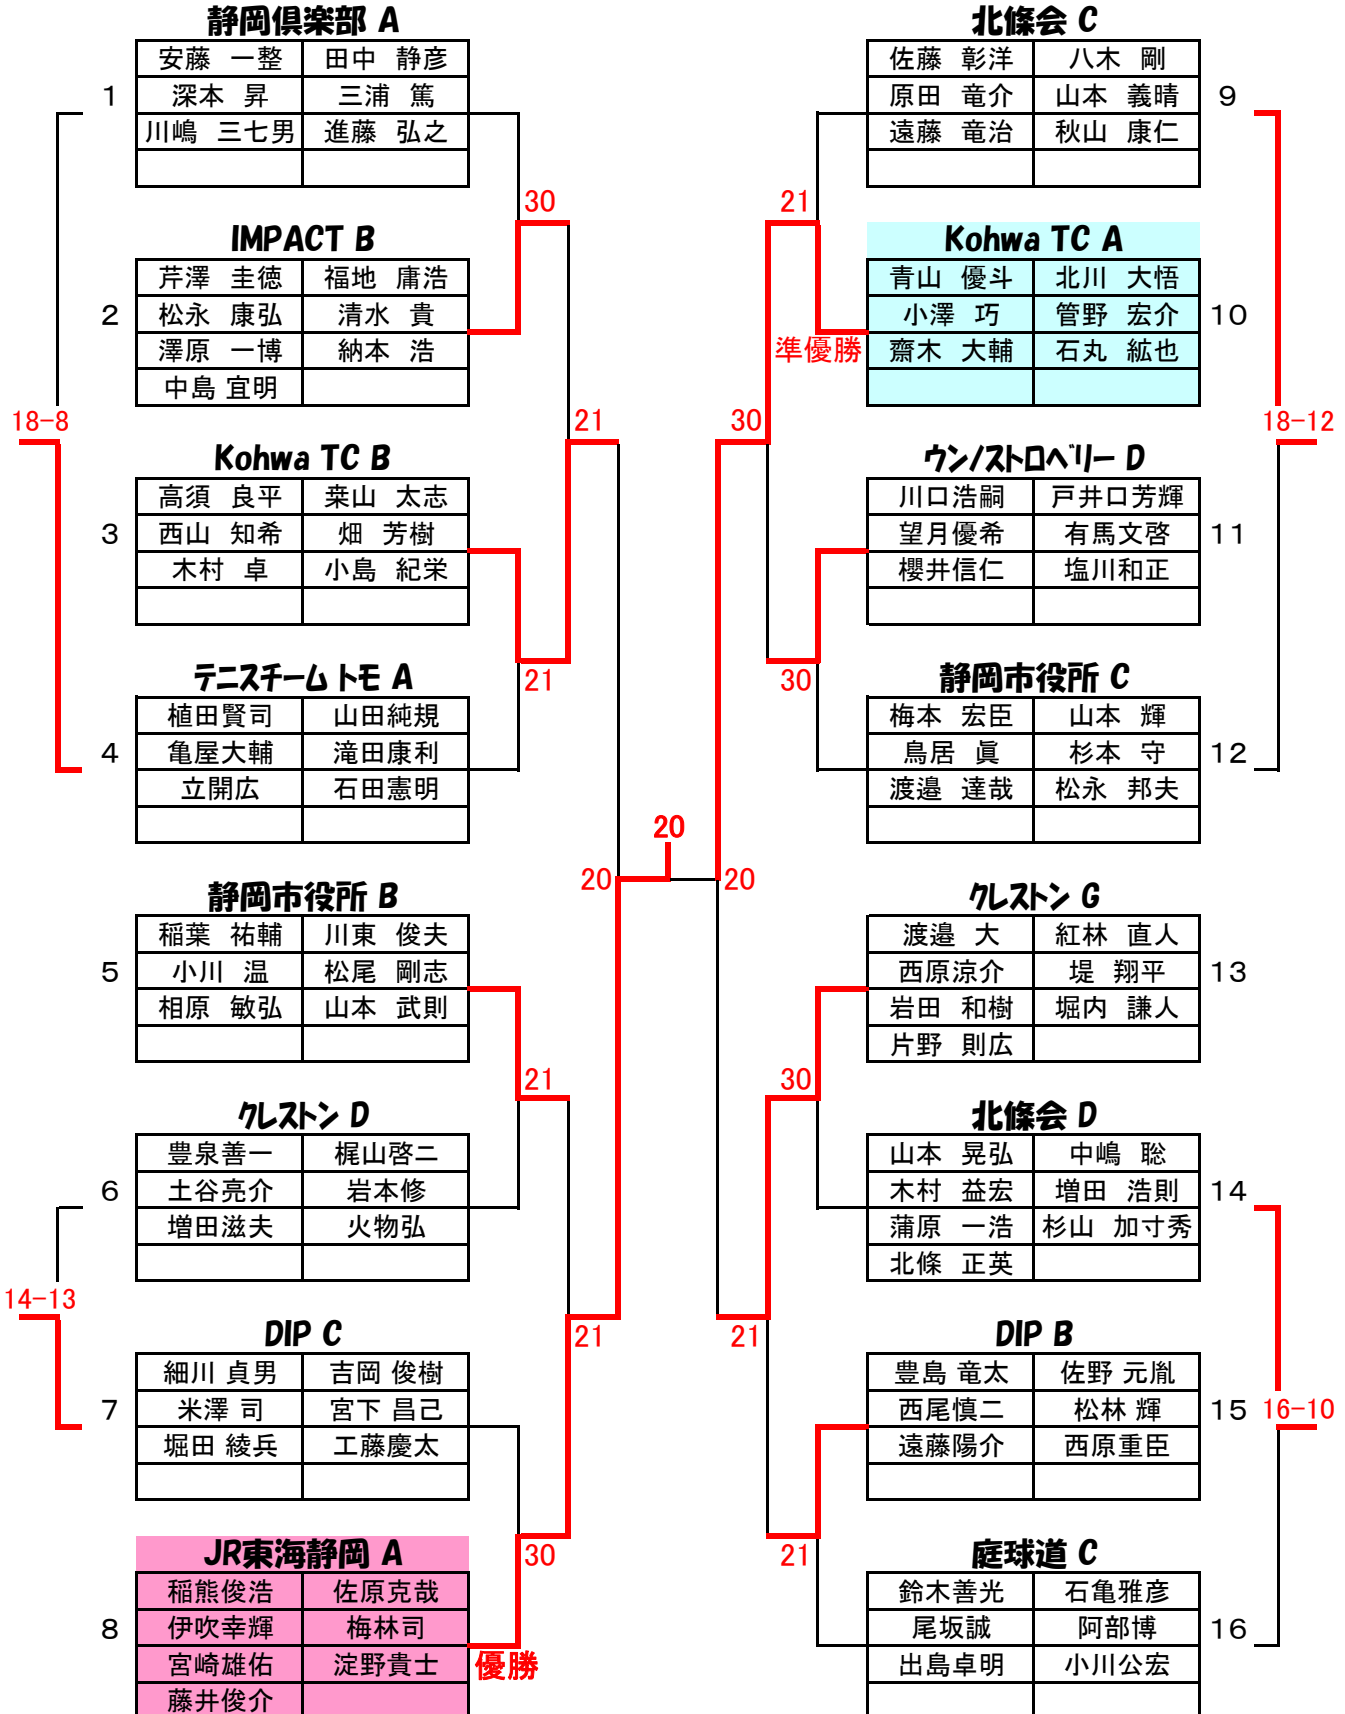 静岡倶楽部 A
1
安藤 一整 田中 静彦
深本 昇 三浦 篤
川嶋 三七男 進藤 弘之
30
IMPACT B
2
芹澤 圭徳 福地 庸浩
松永 康弘 清水 貴
澤原 一博 納本 浩
中島 宜明
18-8
21
Kohwa TC B
3
高須 良平 桒山 太志
西山 知希 畑 芳樹
木村 卓 小島 紀栄
21
テニスチームトモ A
4
植田賢司 山田純規
亀屋大輔 滝田康利
立開広 石田憲明
20
20
20
静岡市役所 B
5
稲葉 祐輔 川東 俊夫
小川 温 松尾 剛志
相原 敏弘 山本 武則
21
クレストン D
6
豊泉善一 梶山啓二
土谷亮介 岩本修
増田滋夫 火物弘
14-13
21
DIP C
7
細川 貞男 吉岡 俊樹
米澤 司 宮下 昌己
堀田 綾兵 工藤慶太
30
JR東海静岡 A
8
稲熊俊浩 佐原克哉
伊吹幸輝 梅林司
宮崎雄佑 淀野貴士
藤井俊介
優勝
北條会 C
9
佐藤 彰洋 八木 剛
原田 竜介 山本 義晴
遠藤 竜治 秋山 康仁
21
Kohwa TC A
10
青山 優斗 北川 大悟
小澤 巧 管野 宏介
齋木 大輔 石丸 紘也
準優勝
30
18-12
ウン/ストロベリー D
11
川口浩嗣 戸井口芳輝
望月優希 有馬文啓
櫻井信仁 塩川和正
30
静岡市役所 C
12
梅本 宏臣 山本 輝
鳥居 眞 杉本 守
渡邉 達哉 松永 邦夫
クレストン G
13
渡邉 大 紅林 直人
西原涼介 堤 翔平
岩田 和樹 堀内 謙人
片野 則広
30
北條会 D
14
山本 晃弘 中嶋 聡
木村 益宏 増田 浩則
蒲原 一浩 杉山 加寸秀
北條 正英
21
DIP B
15
豊島 竜太 佐野 元胤
西尾慎二 松林 輝
遠藤陽介 西原重臣
16-10
21
庭球道 C
16
鈴木善光 石亀雅彦
尾坂誠 阿部博
出島卓明 小川公宏